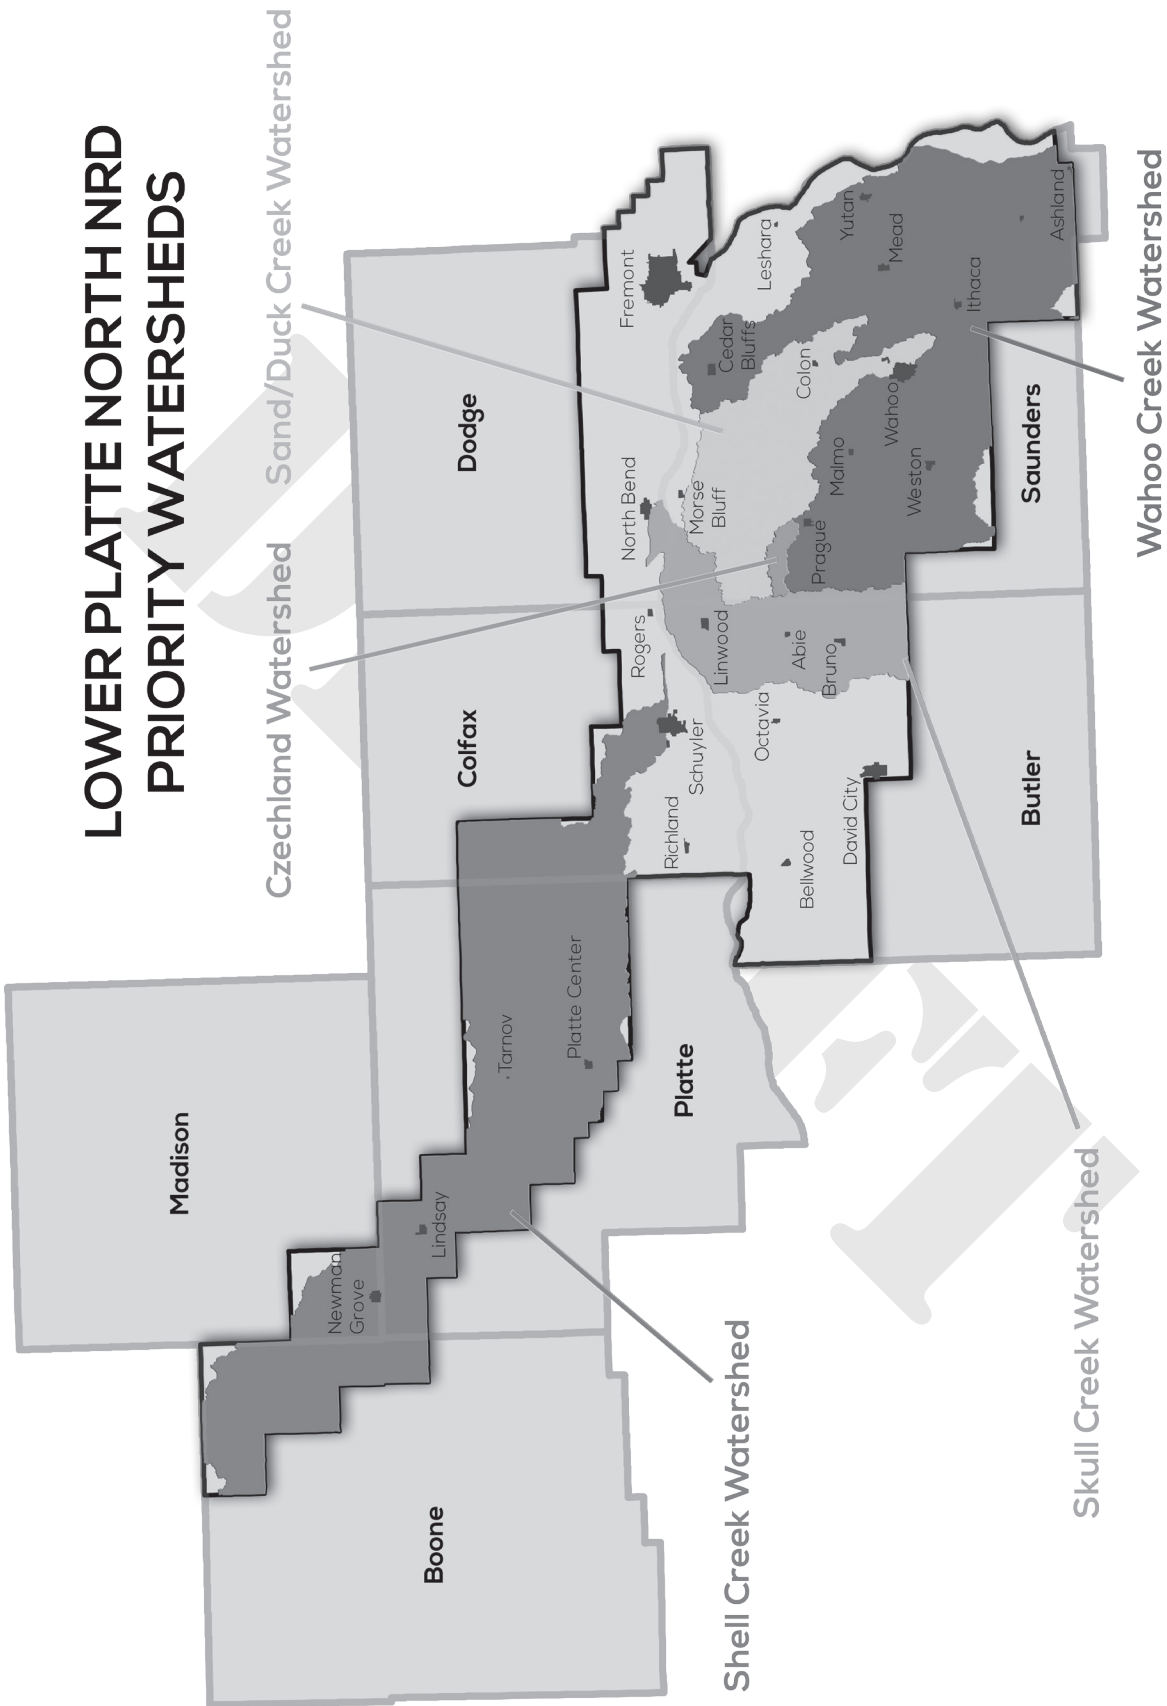 LOWER PLATTE NORTH NRD
PRIORITY WATERSHEDS
Madison
Czechland Watershed
Sand/Duck Creek Watershed
Newman
Grove
Boone
Lindsay
Colfax
Dodge
Tarnov
Platte Center
North Bend
Fremont
Rogers
Richland
Platte
Schuyler
Morse
Bluff
Linwood
Cedar
Bluffs
Shell Creek Watershed
Octavia
Leshara
Abie
Colon
Bellwood
Prague
Bruno
Malmo
Yutan
David City
Wahoo
Mead
Weston
Ithaca
Butler
Saunders
Ashland
Skull Creek Watershed
Wahoo Creek Watershed